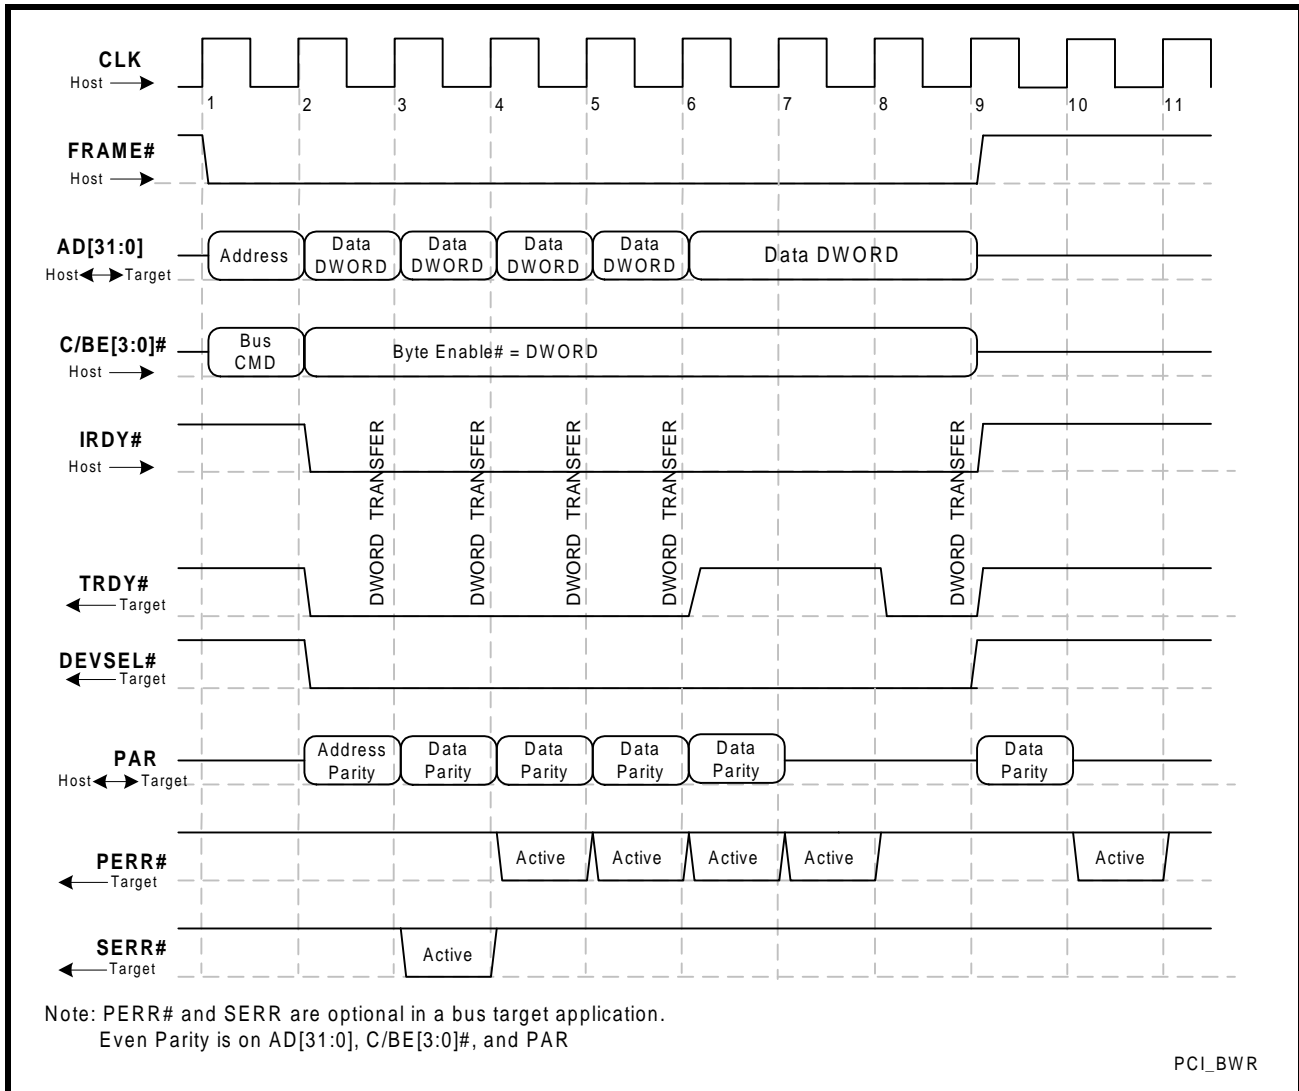 CLK
Host
1 2 3 4 5 6 7 8 9 10 11
FRAME#
Host
AD[31:0]
Host Target
Address
Data
DWORD
Data
DWORD
Data
DWORD
Data
DWORD
Data DWORD
C/BE[3:0]#
Host
Bus
CMD
Byte Enable# = DWORD
IRDY#
Host
DWORD TRANSFER
DWORD TRANSFER
DWORD TRANSFER
DWORD TRANSFER
DWORD TRANSFER
TRDY#
Target
DEVSEL#
Target
PAR
Host Target
Address
Parity
Data
Parity
Data
Parity
Data
Parity
Data
Parity
Data
Parity
PERR#
Target
Active
Active
Active
Active
Active
SERR#
Target
Active
Note: PERR# and SERR are optional in a bus target application.
Even Parity is on AD[31:0], C/BE[3:0]#, and PAR
PCI_BWR